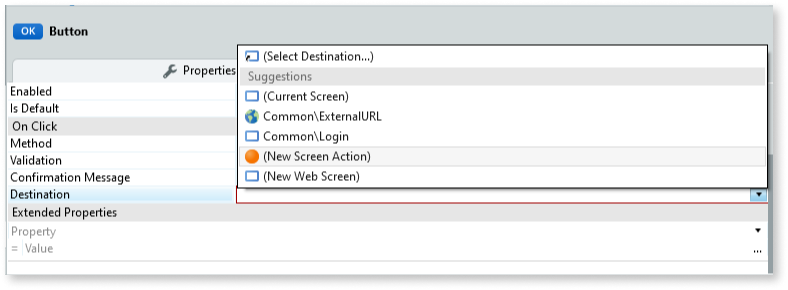 OK Button
Properties
(Select Destination...)
Suggestions
(Current Screen)
Common\ExternalURL
Common\Login
(New Screen Action)
(New Web Screen)
Enabled
Is Default
On Click
Method
Validation
Confirmation Message
Destination
Extended Properties
Property
= Value ...